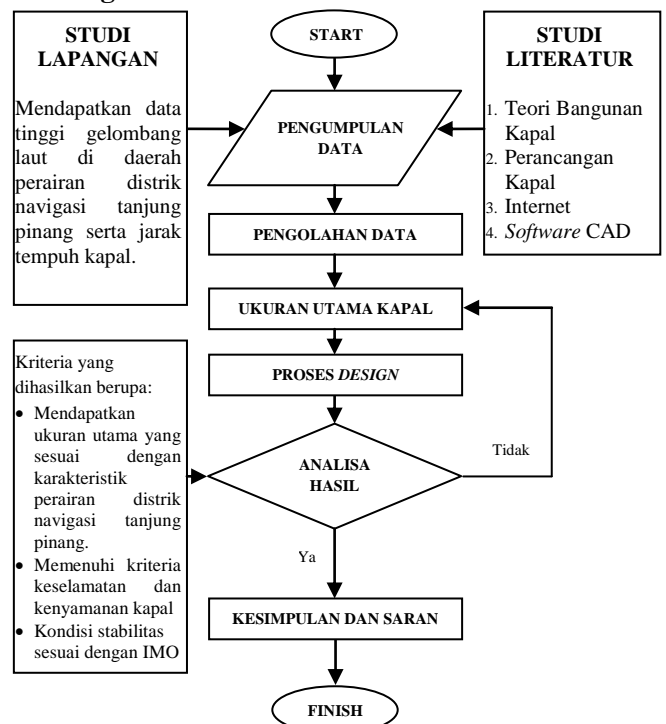 STUDI
LAPANGAN
Mendapatkan data
tinggi gelombang
laut di daerah
perairan distrik
navigasi tanjung
pinang serta jarak
tempuh kapal.
START
PENGUMPULAN
DATA
STUDI
LITERATUR
1. Teori Bangunan
Kapal
2. Perancangan
Kapal
3. Internet
4. Software CAD
PENGOLAHAN DATA
UKURAN UTAMA KAPAL
PROSES DESIGN
Kriteria yang
dihasilkan berupa:
• Mendapatkan
ukuran utama yang
sesuai dengan
karakteristik
perairan distrik
navigasi tanjung
pinang.
• Memenuhi kriteria
keselamatan dan
kenyamanan kapal
• Kondisi stabilitas
sesuai dengan IMO
ANALISA
HASIL
Tidak
Ya
KESIMPULAN DAN SARAN
FINISH